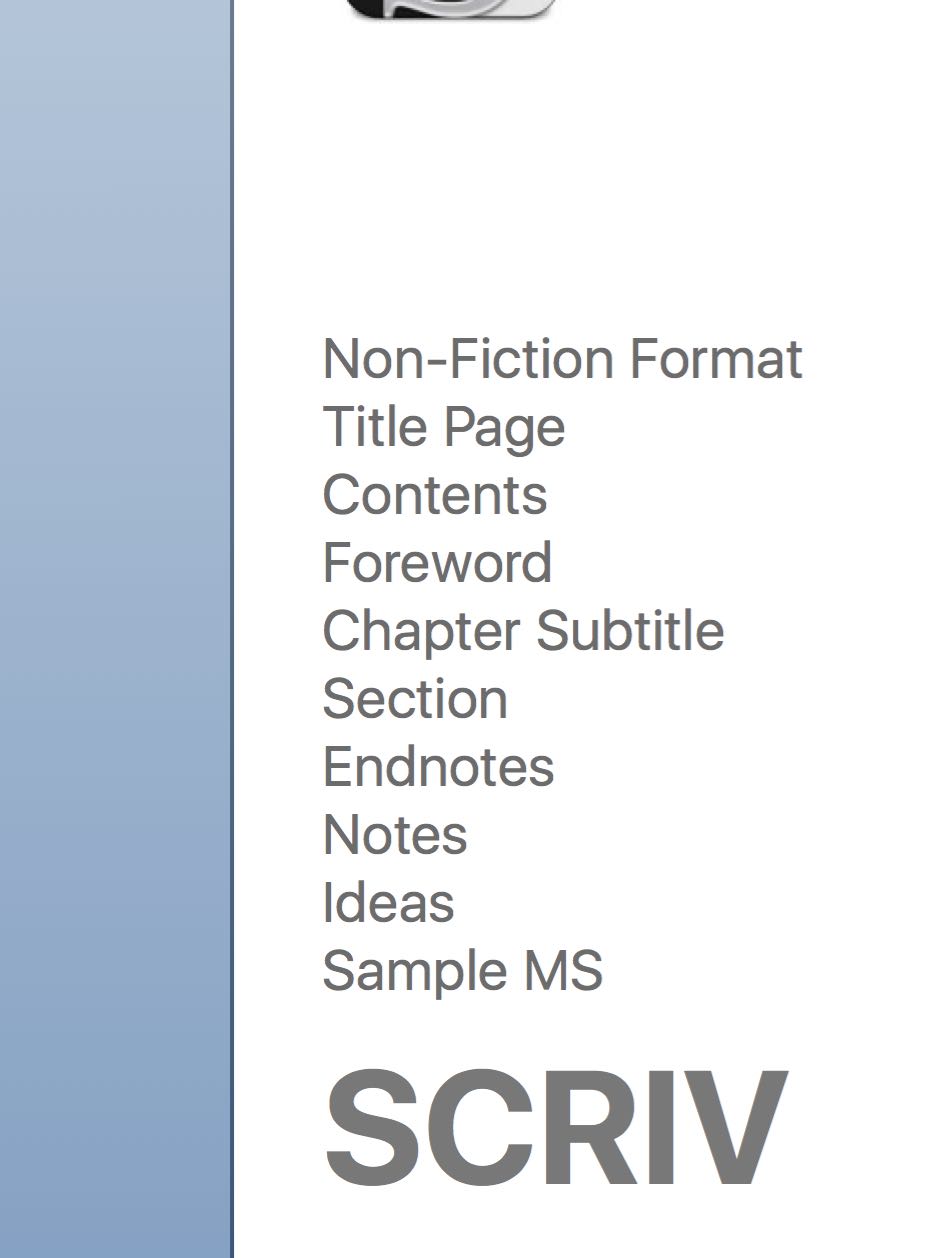 Non-Fiction Format
Title Page
Contents
Foreword
Chapter Subtitle
Section
Endnotes
Notes
Ideas
Sample MS
SCRIV